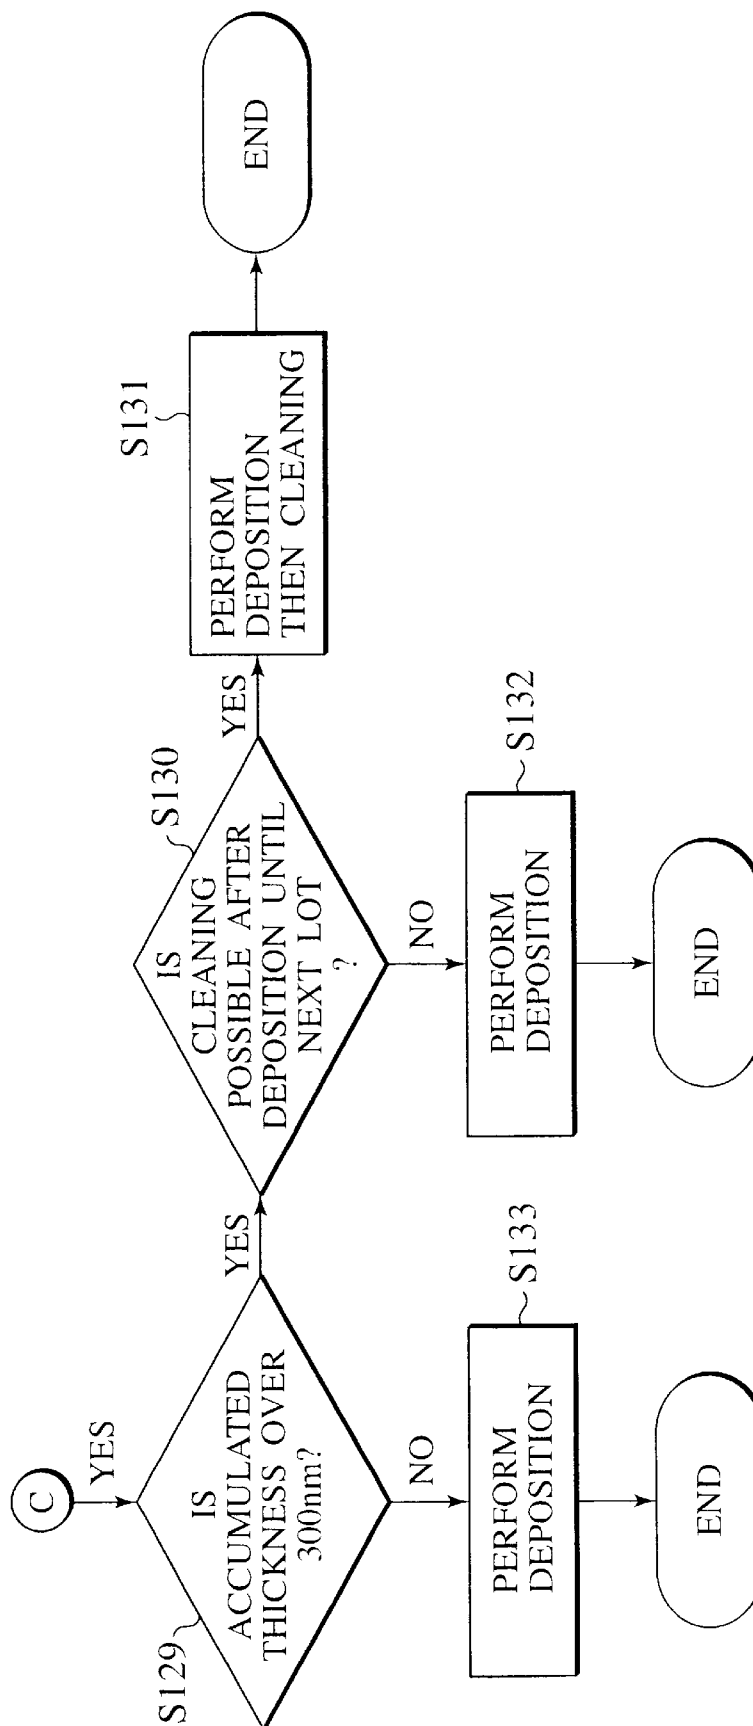 C
YES
S129
IS
ACCUMULATED
THICKNESS OVER
300nm?
YES
NO
S133
PERFORM
DEPOSITION
END
S130
IS
CLEANING
POSSIBLE AFTER
DEPOSITION UNTIL
NEXT LOT
?
YES
NO
S132
PERFORM
DEPOSITION
END
S131
PERFORM
DEPOSITION
THEN CLEANING
END